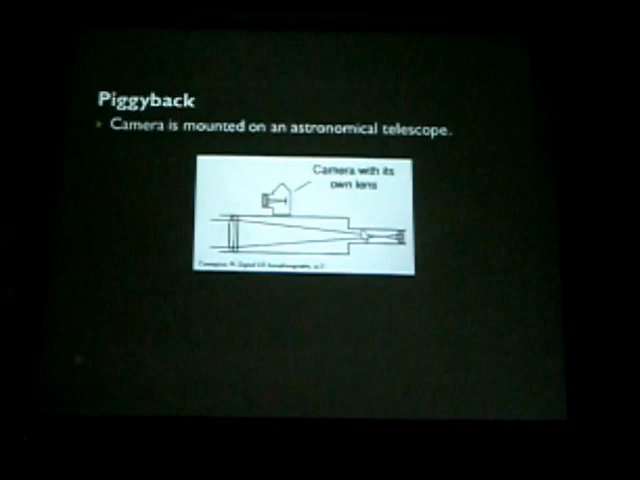 Piggyback
Camera is mounted on an astronomical telescope.
Camera with its
own lens